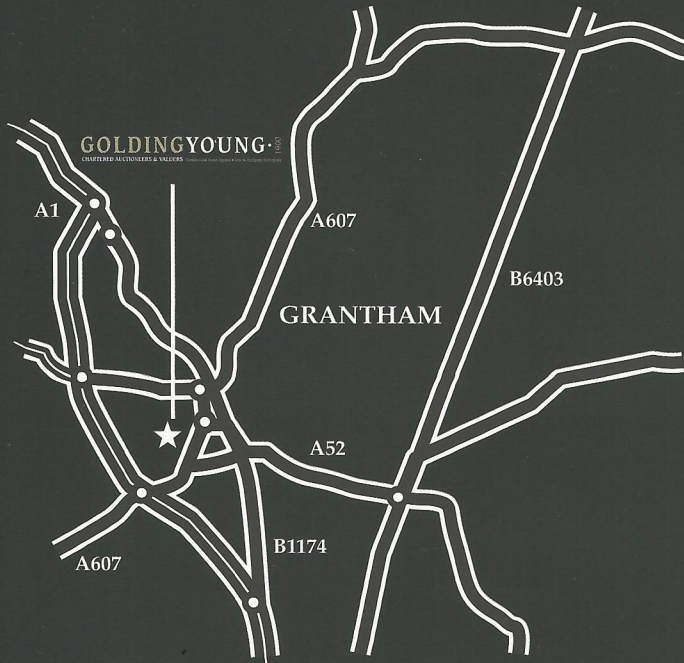 GOLDINGYOUNG·
CHARTERED AUCTIONEERS & VALUERS
A1
A607
B6403
GRANTHAM
A52
B1174
A607